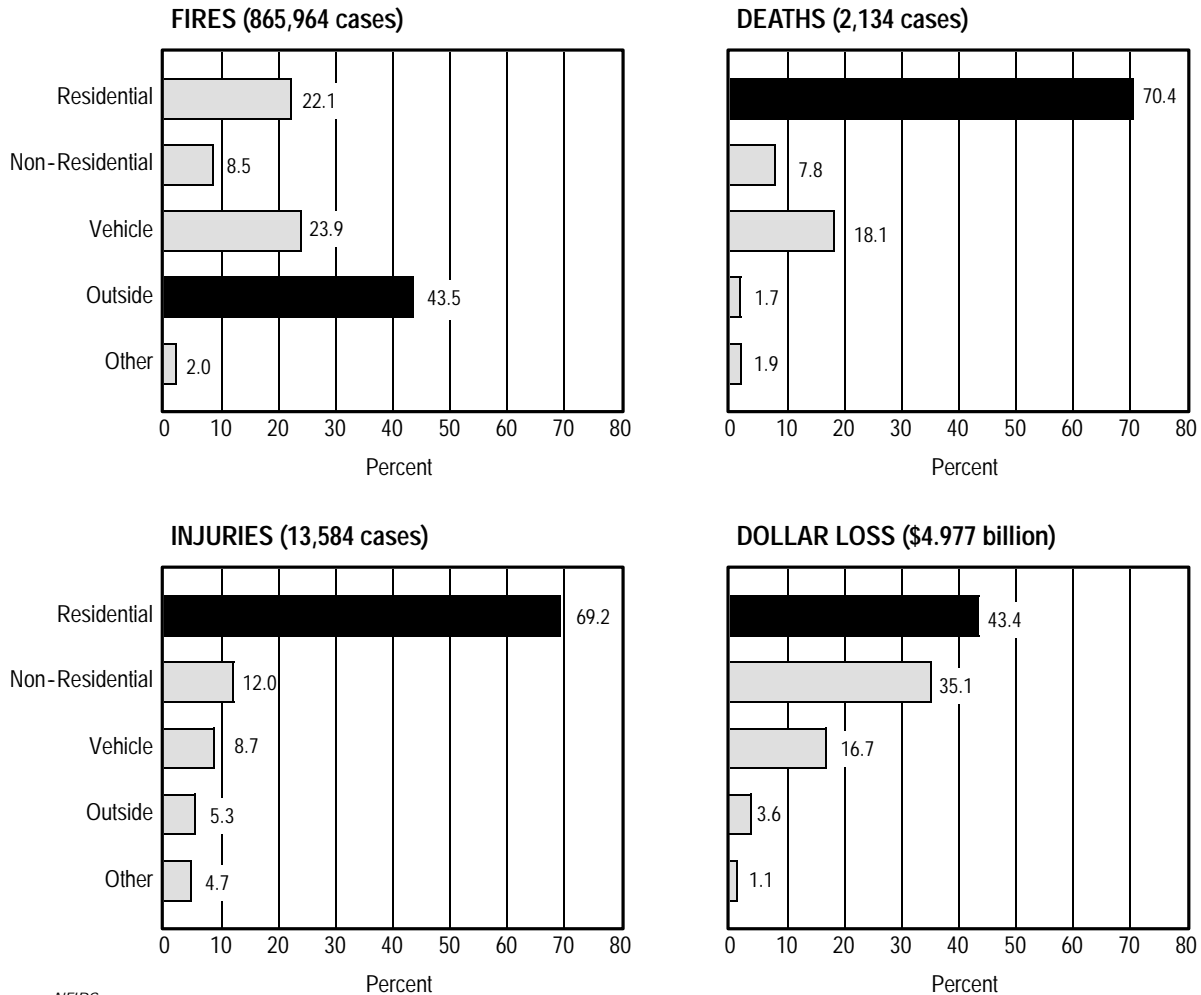 FIRES (865,964 cases)
Residential 22.1
Non-Residential 8.5
Vehicle 23.9
Outside 43.5
Other 2.0
0 10 20 30 40 50 60 70 80
Percent
DEATHS (2,134 cases)
70.4
7.8
18.1
1.7
1.9
0 10 20 30 40 50 60 70 80
Percent
INJURIES (13,584 cases)
Residential 69.2
Non-Residential 12.0
Vehicle 8.7
Outside 5.3
Other 4.7
0 10 20 30 40 50 60 70 80
Percent
DOLLAR LOSS ($4.977 billion)
43.4
35.1
16.7
3.6
1.1
0 10 20 30 40 50 60 70 80
Percent